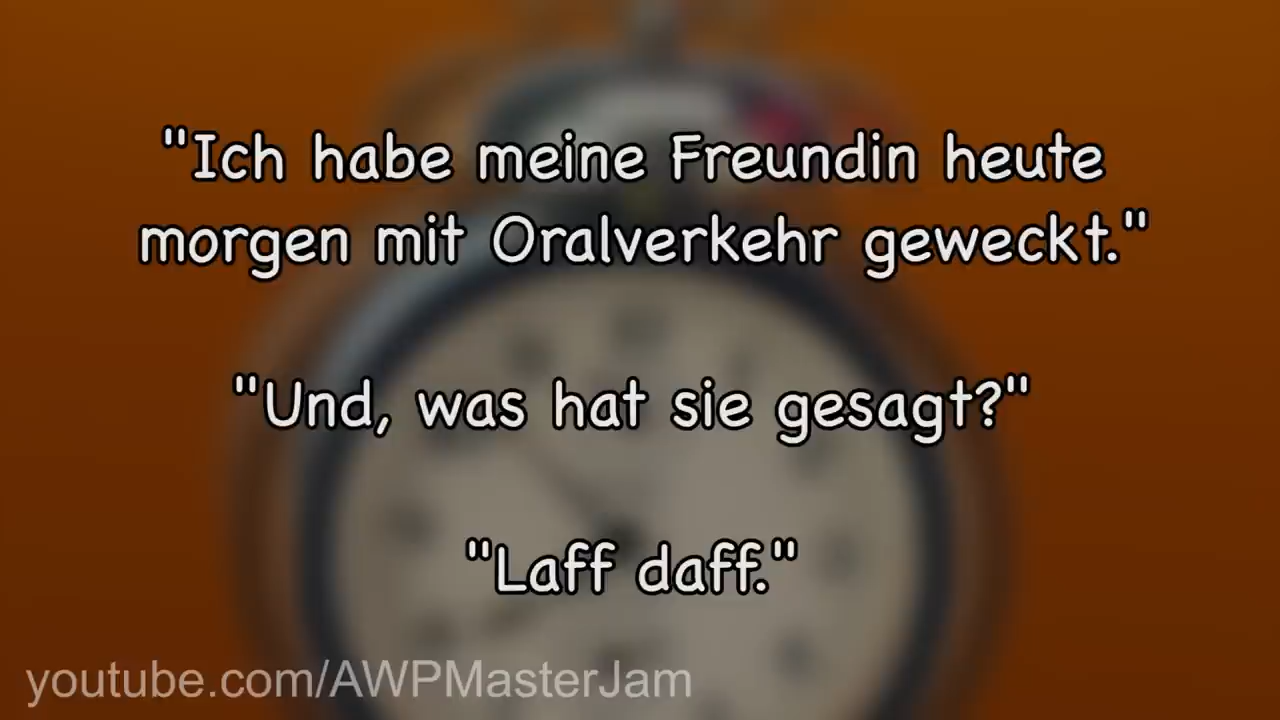 "Ich habe meine Freundin heute
morgen mit Oralverkehr geweckt."
"Und, was hat sie gesagt?"
"Laff daff."
youtube.com/AWPMasterJam